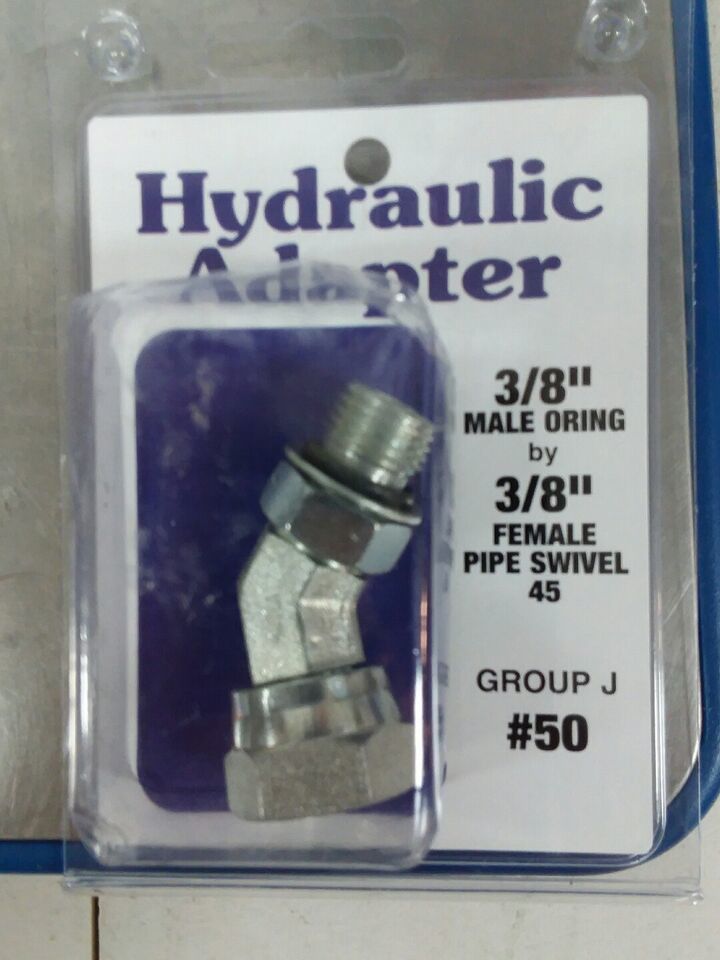 Hydraulic
Adapter
3/8"
MALE ORING
by
3/8"
FEMALE
PIPE SWIVEL
45
GROUP J
#50